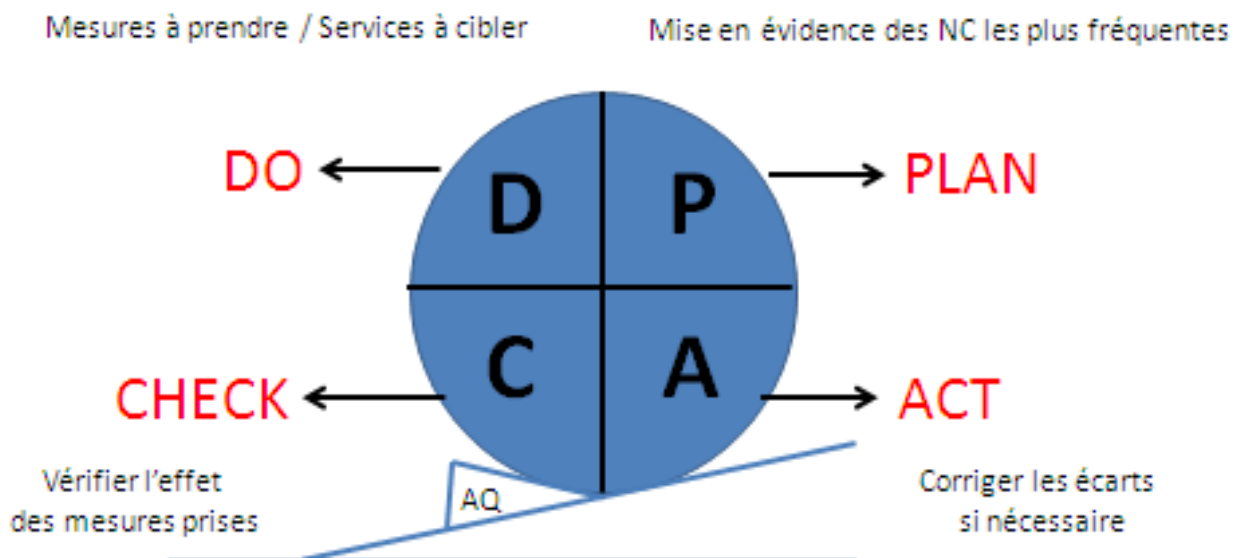 Mesures à prendre / Services à cibler
Mise en évidence des NC les plus fréquentes
DO
D
P
PLAN
CHECK
C
A
ACT
Vérifier l'effet
des mesures prises
AQ
Corriger les écarts
si nécessaire